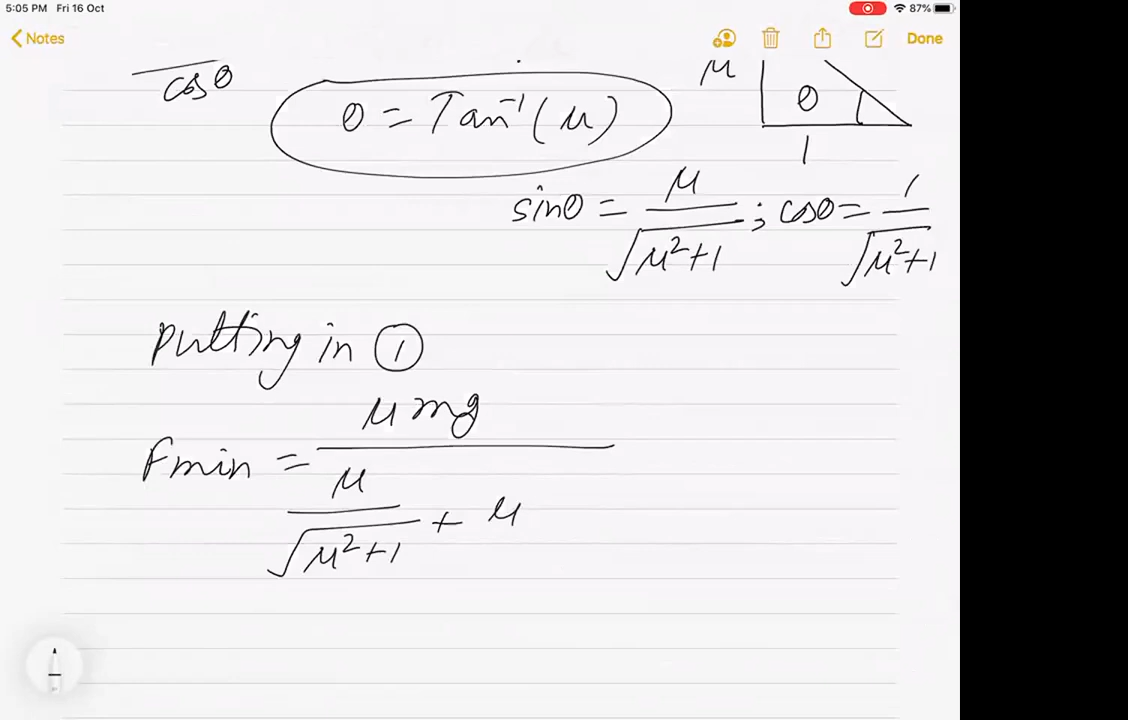 5:05 PM Fri 16 Oct 87%
Notes Done
cosθ
θ = Tan⁻¹(μ)
μ
θ
1
sinθ = μ/√(μ²+1) ; cosθ = 1/√(μ²+1)
Putting in ①
Fmin = μmg / (μ/√(μ²+1) + μ